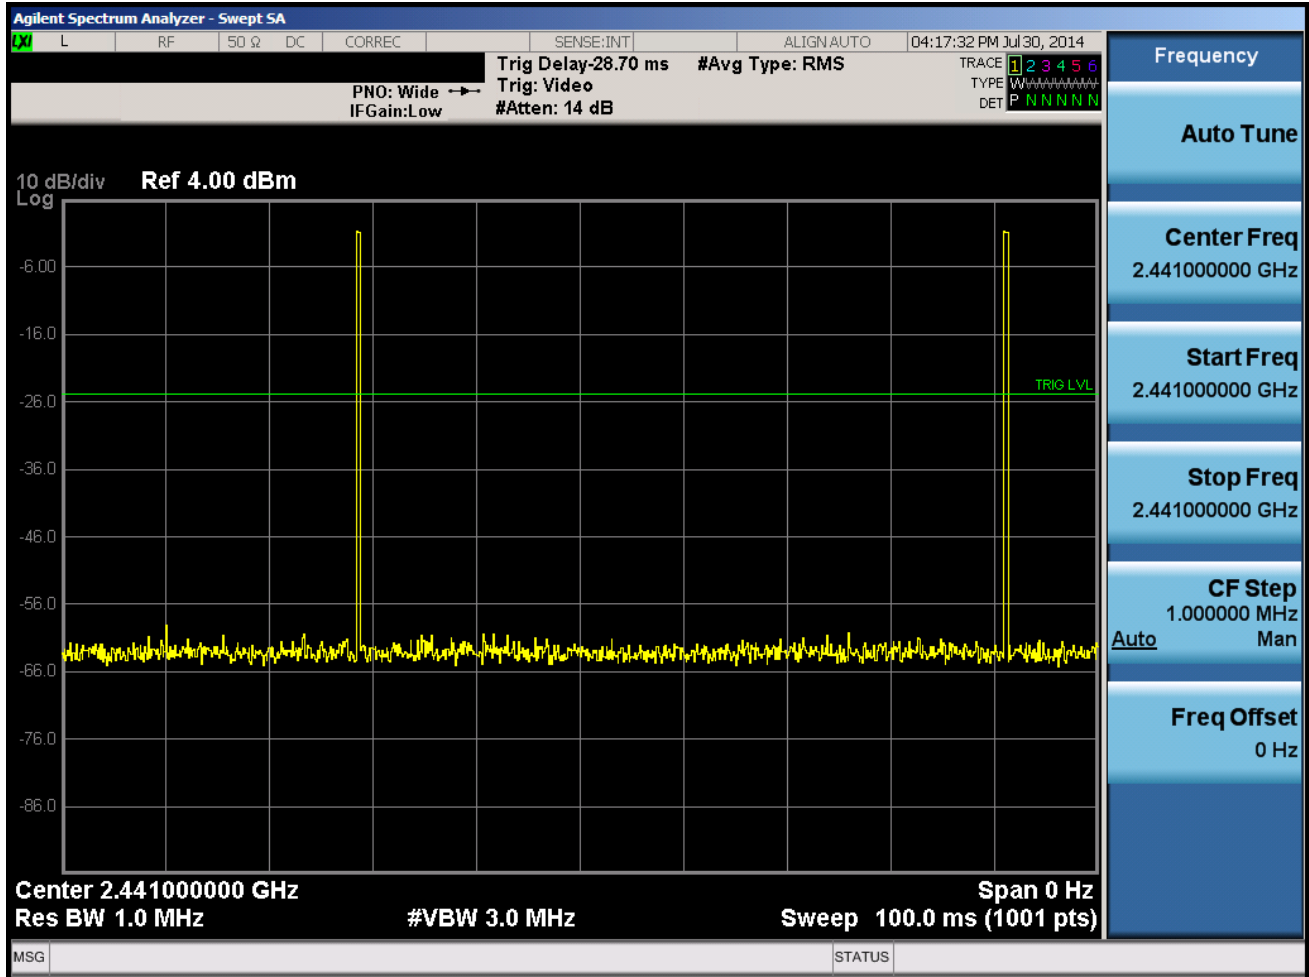 Agilent Spectrum Analyzer - Swept SA
LXI L RF 50 Ω DC CORREC SENSE:INT ALIGN AUTO 04:17:32 PM Jul 30, 2014
Trig Delay-28.70 ms #Avg Type: RMS TRACE 1 2 3 4 5 6
PNO: Wide Trig: Video TYPE WWWWWW
IFGain:Low #Atten: 14 dB DET P N N N N N
10 dB/div Ref 4.00 dBm
Log
-6.00
-16.0
TRIG LVL
-26.0
-36.0
-46.0
-56.0
-66.0
-76.0
-86.0
Center 2.441000000 GHz Span 0 Hz
Res BW 1.0 MHz #VBW 3.0 MHz Sweep 100.0 ms (1001 pts)
MSG STATUS
Frequency
Auto Tune
Center Freq
2.441000000 GHz
Start Freq
2.441000000 GHz
Stop Freq
2.441000000 GHz
CF Step
1.000000 MHz
Auto Man
Freq Offset
0 Hz